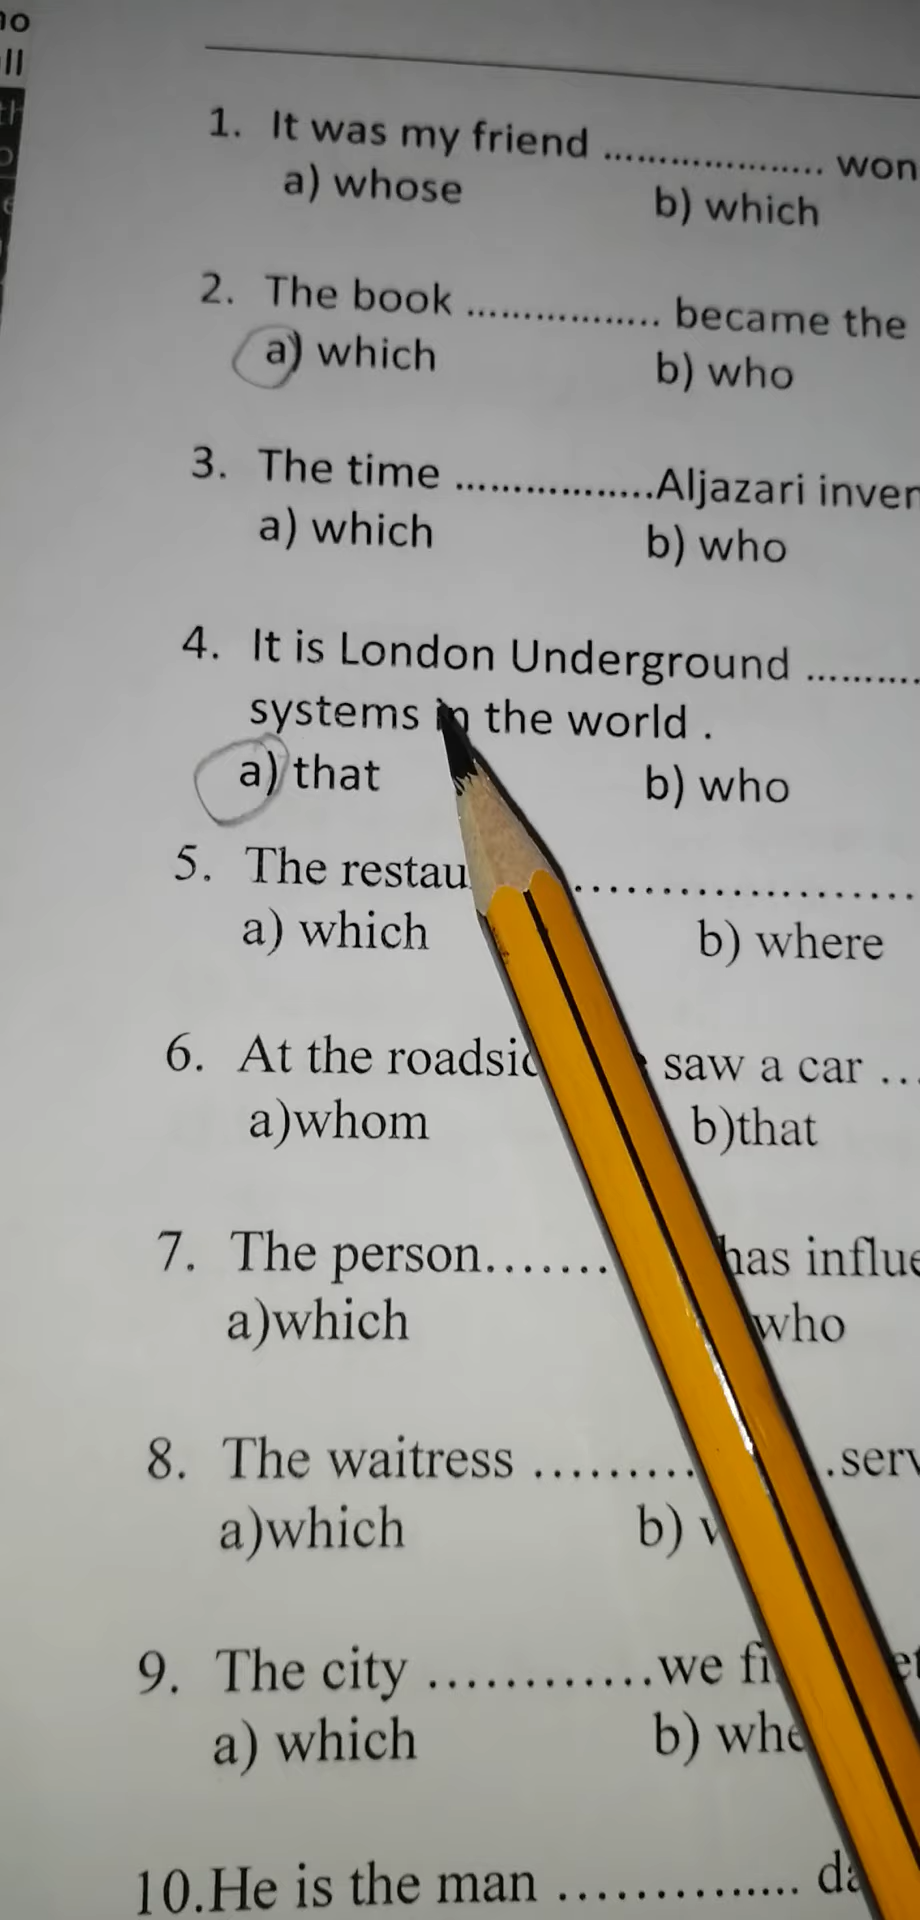 1. It was my friend .................... won
a) whose b) which
2. The book ................. became the
a) which b) who
3. The time .................Aljazari inven
a) which b) who
4. It is London Underground ..........
systems in the world .
a) that b) who
5. The restau ....................
a) which b) where
6. At the roadsid saw a car ...
a)whom b)that
7. The person....... has influe
a)which who
8. The waitress ......... .serv
a)which b)
9. The city ............we fi
a) which b) whe
10.He is the man .............. da